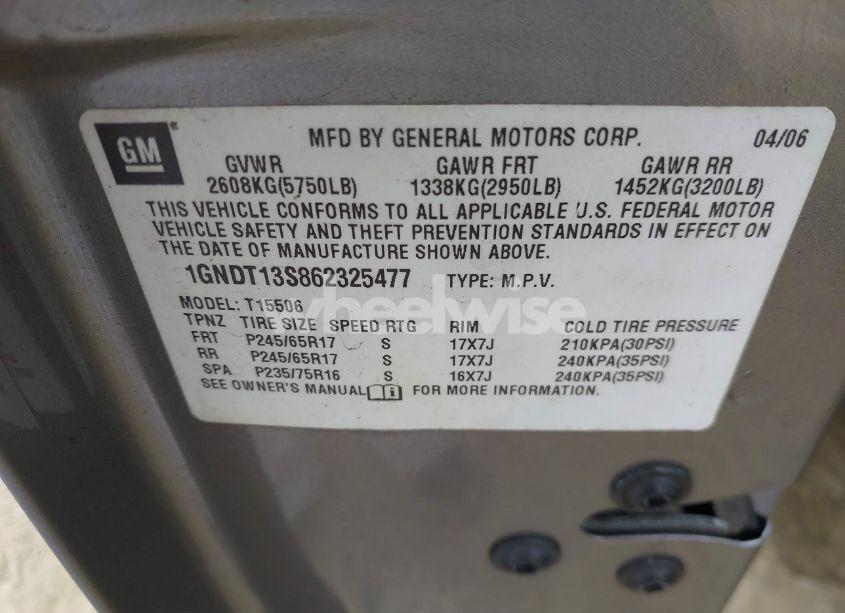 GM ®
MFD BY GENERAL MOTORS CORP. 04/06
GVWR GAWR FRT GAWR RR
2608KG(5750LB) 1338KG(2950LB) 1452KG(3200LB)
THIS VEHICLE CONFORMS TO ALL APPLICABLE U.S. FEDERAL MOTOR
VEHICLE SAFETY AND THEFT PREVENTION STANDARDS IN EFFECT ON
THE DATE OF MANUFACTURE SHOWN ABOVE.
1GNDT13S862325477 TYPE: M.P.V.
MODEL: T15506
wheelwise
TPNZ TIRE SIZE SPEED RTG RIM COLD TIRE PRESSURE
FRT P245/65R17 S 17X7J 210KPA(30PSI)
RR P245/65R17 S 17X7J 240KPA(35PSI)
SPA P235/75R16 S 16X7J 240KPA(35PSI)
SEE OWNER'S MANUAL FOR MORE INFORMATION.